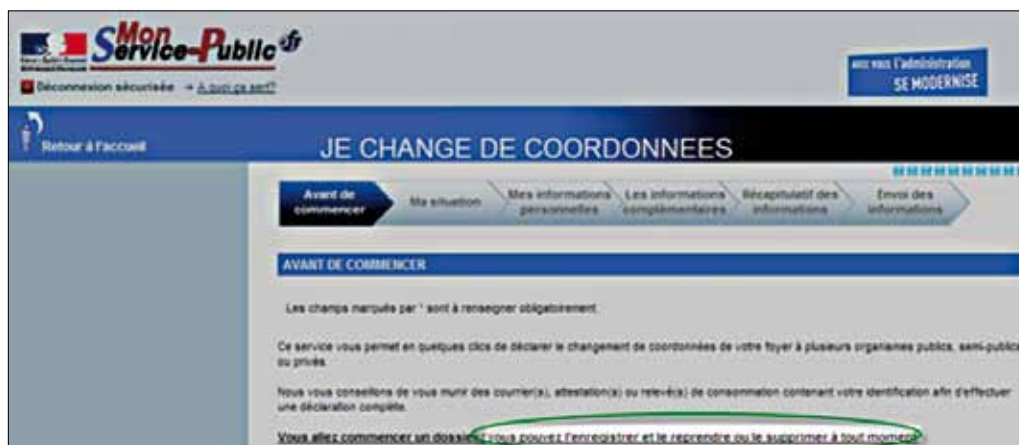 Mon
Service-Public .fr
Déconnexion sécurisée → A quoi ça sert?
avec vous l'administration
SE MODERNISE
Retour à l'accueil
JE CHANGE DE COORDONNEES
Avant de
commencer
Ma situation
Mes informations
personnelles
Les informations
complémentaires
Récapitulatif des
informations
Envoi des
informations
AVANT DE COMMENCER
Les champs marqués par * sont à renseigner obligatoirement.
Ce service vous permet en quelques clics de déclarer le changement de coordonnées de votre foyer à plusieurs organismes publics, semi-publics
ou privés.
Nous vous conseillons de vous munir des courrier(s), attestation(s) ou relevé(s) de consommation contenant votre identification afin d'effectuer
une déclaration complète.
Vous allez commencer un dossier vous pouvez l'enregistrer et le reprendre ou le supprimer à tout moment